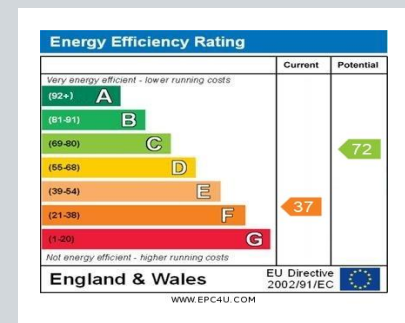 Energy Efficiency Rating
Current Potential
Very energy efficient - lower running costs
(92+) A
(81-91) B
(69-80) C
72
(55-68) D
(39-54) E
(21-38) F
37
(1-20) G
Not energy efficient - higher running costs
England & Wales
EU Directive
2002/91/EC
WWW.EPC4U.COM